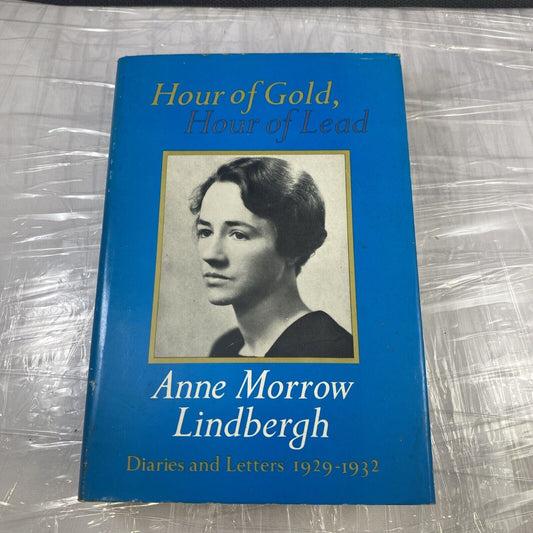 Hour of Gold,
Hour of Lead
Anne Morrow
Lindbergh
Diaries and Letters 1929-1932